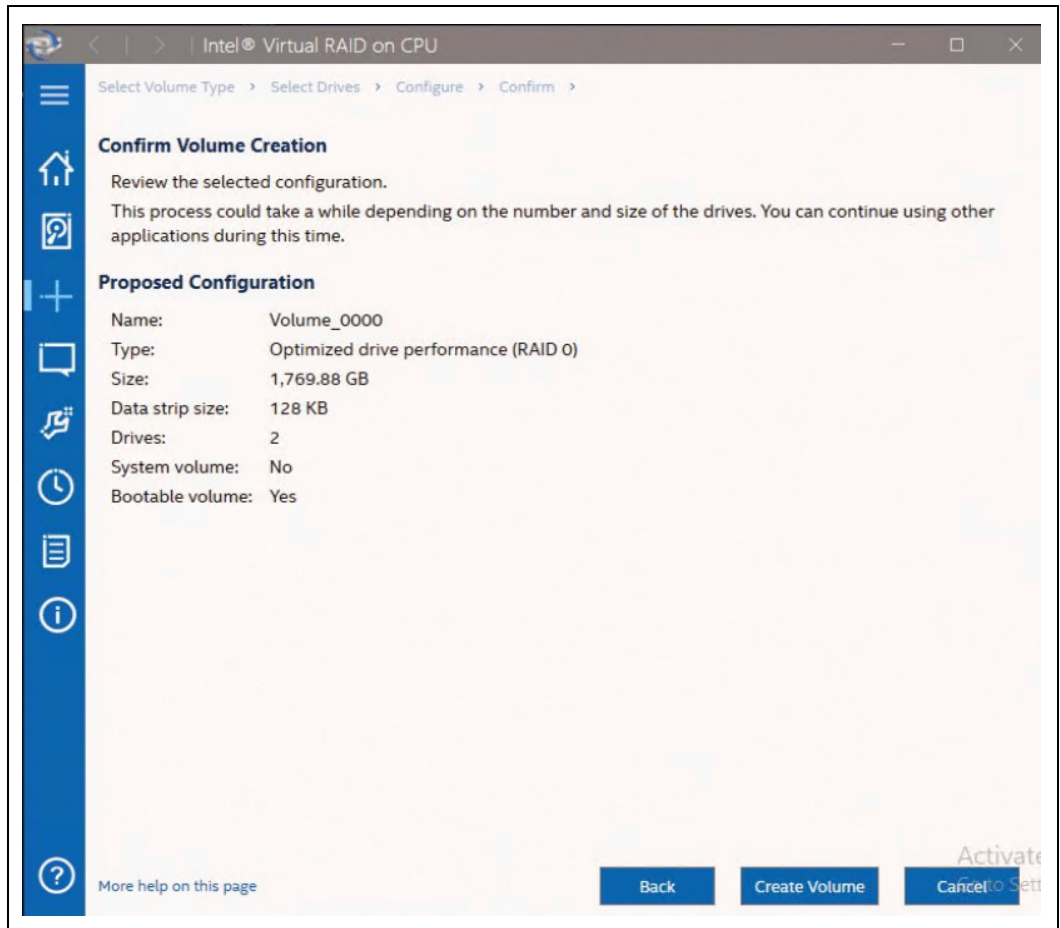 Intel® Virtual RAID on CPU
Select Volume Type › Select Drives › Configure › Confirm ›
Confirm Volume Creation
Review the selected configuration.
This process could take a while depending on the number and size of the drives. You can continue using other
applications during this time.
Proposed Configuration
Name: Volume_0000
Type: Optimized drive performance (RAID 0)
Size: 1,769.88 GB
Data strip size: 128 KB
Drives: 2
System volume: No
Bootable volume: Yes
Activate
More help on this page Back Create Volume Cancel to Sett